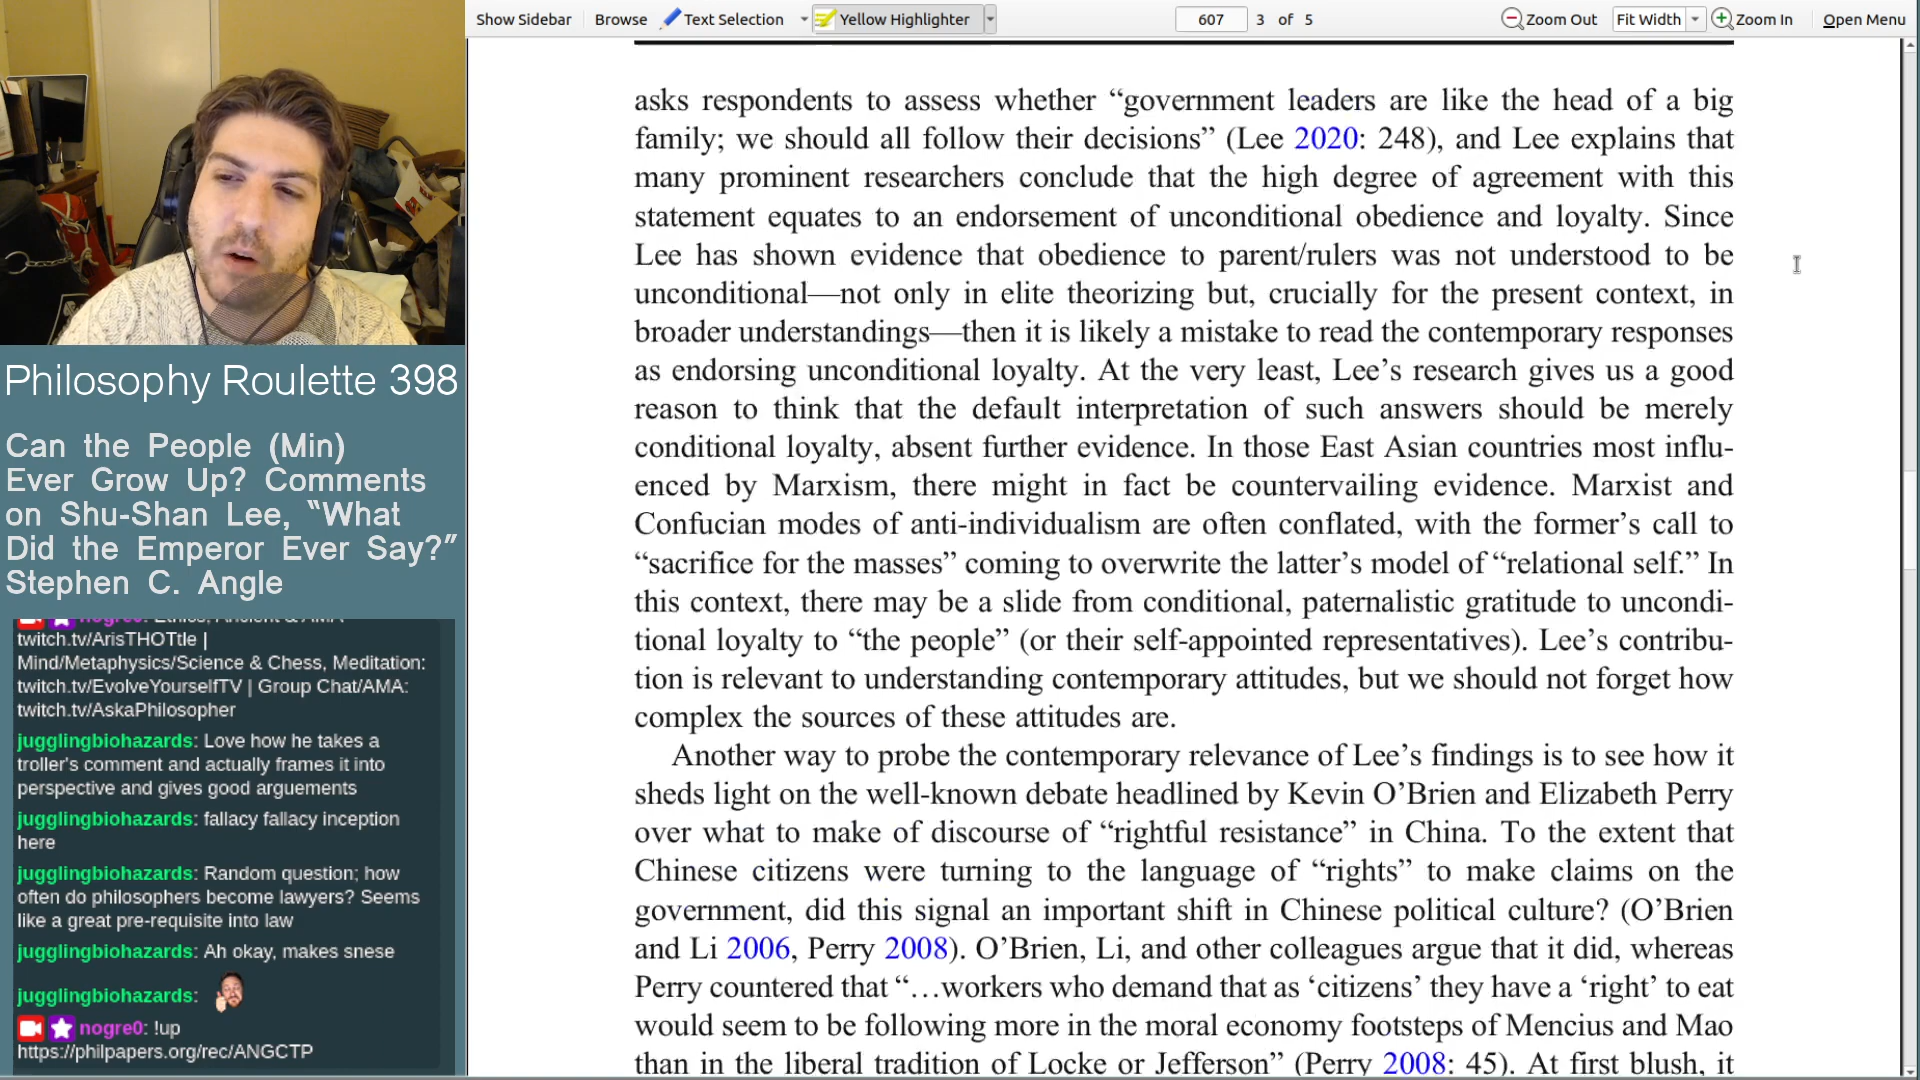 Show Sidebar Browse Text Selection Yellow Highlighter 607 3 of 5 Zoom Out Fit Width Zoom In Open Menu
asks respondents to assess whether “government leaders are like the head of a big
family; we should all follow their decisions” (Lee 2020: 248), and Lee explains that
many prominent researchers conclude that the high degree of agreement with this
statement equates to an endorsement of unconditional obedience and loyalty. Since
Lee has shown evidence that obedience to parent/rulers was not understood to be
unconditional—not only in elite theorizing but, crucially for the present context, in
broader understandings—then it is likely a mistake to read the contemporary responses
as endorsing unconditional loyalty. At the very least, Lee’s research gives us a good
reason to think that the default interpretation of such answers should be merely
conditional loyalty, absent further evidence. In those East Asian countries most influ-
enced by Marxism, there might in fact be countervailing evidence. Marxist and
Confucian modes of anti-individualism are often conflated, with the former’s call to
“sacrifice for the masses” coming to overwrite the latter’s model of “relational self.” In
this context, there may be a slide from conditional, paternalistic gratitude to uncondi-
tional loyalty to “the people” (or their self-appointed representatives). Lee’s contribu-
tion is relevant to understanding contemporary attitudes, but we should not forget how
complex the sources of these attitudes are.
Another way to probe the contemporary relevance of Lee’s findings is to see how it
sheds light on the well-known debate headlined by Kevin O’Brien and Elizabeth Perry
over what to make of discourse of “rightful resistance” in China. To the extent that
Chinese citizens were turning to the language of “rights” to make claims on the
government, did this signal an important shift in Chinese political culture? (O’Brien
and Li 2006, Perry 2008). O’Brien, Li, and other colleagues argue that it did, whereas
Perry countered that “…workers who demand that as ‘citizens’ they have a ‘right’ to eat
would seem to be following more in the moral economy footsteps of Mencius and Mao
than in the liberal tradition of Locke or Jefferson” (Perry 2008: 45). At first blush, it
Philosophy Roulette 398
Can the People (Min)
Ever Grow Up? Comments
on Shu-Shan Lee, “What
Did the Emperor Ever Say?”
Stephen C. Angle
nogre0: Ethics, Ancient & AMA
twitch.tv/ArisTHOTtle |
Mind/Metaphysics/Science & Chess, Meditation:
twitch.tv/EvolveYourselfTV | Group Chat/AMA:
twitch.tv/AskaPhilosopher
jugglingbiohazards: Love how he takes a
troller's comment and actually frames it into
perspective and gives good arguements
jugglingbiohazards: fallacy fallacy inception
here
jugglingbiohazards: Random question; how
often do philosophers become lawyers? Seems
like a great pre-requisite into law
jugglingbiohazards: Ah okay, makes snese
jugglingbiohazards:
nogre0: !up
https://philpapers.org/rec/ANGCTP